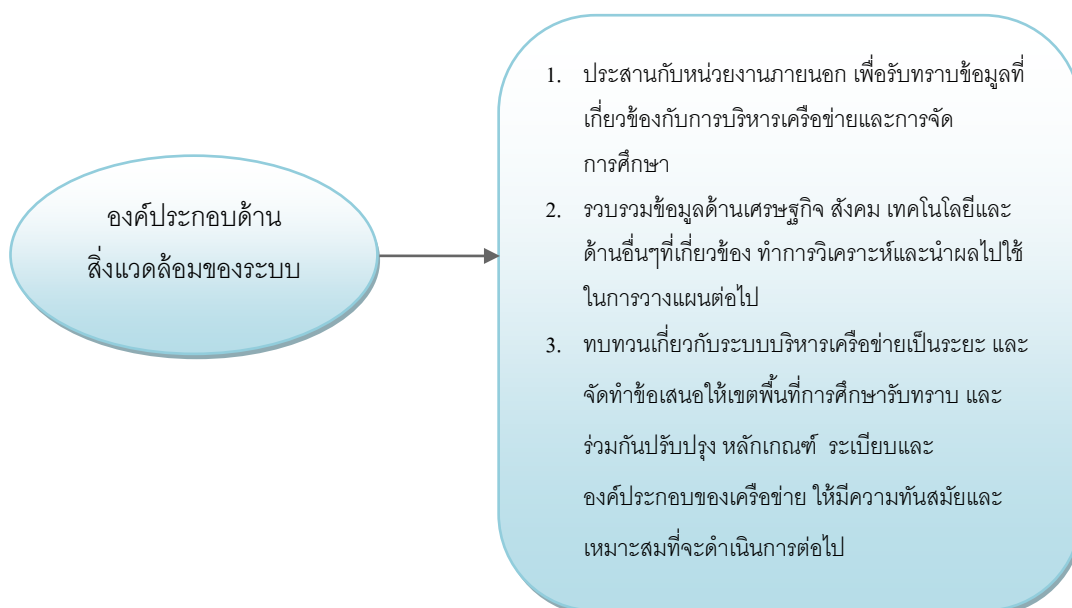 องค์ประกอบด้าน
สิ่งแวดล้อมของระบบ
1. ประสานกับหน่วยงานภายนอก เพื่อรับทราบข้อมูลที่
เกี่ยวข้องกับการบริหารเครือข่ายและการจัด
การศึกษา
2. รวบรวมข้อมูลด้านเศรษฐกิจ สังคม เทคโนโลยีและ
ด้านอื่นๆที่เกี่ยวข้อง ทำการวิเคราะห์และนำผลไปใช้
ในการวางแผนต่อไป
3. ทบทวนเกี่ยวกับระบบบริหารเครือข่ายเป็นระยะ และ
จัดทำข้อเสนอให้เขตพื้นที่การศึกษารับทราบ และ
ร่วมกันปรับปรุง หลักเกณฑ์ ระเบียบและ
องค์ประกอบของเครือข่าย ให้มีความทันสมัยและ
เหมาะสมที่จะดำเนินการต่อไป